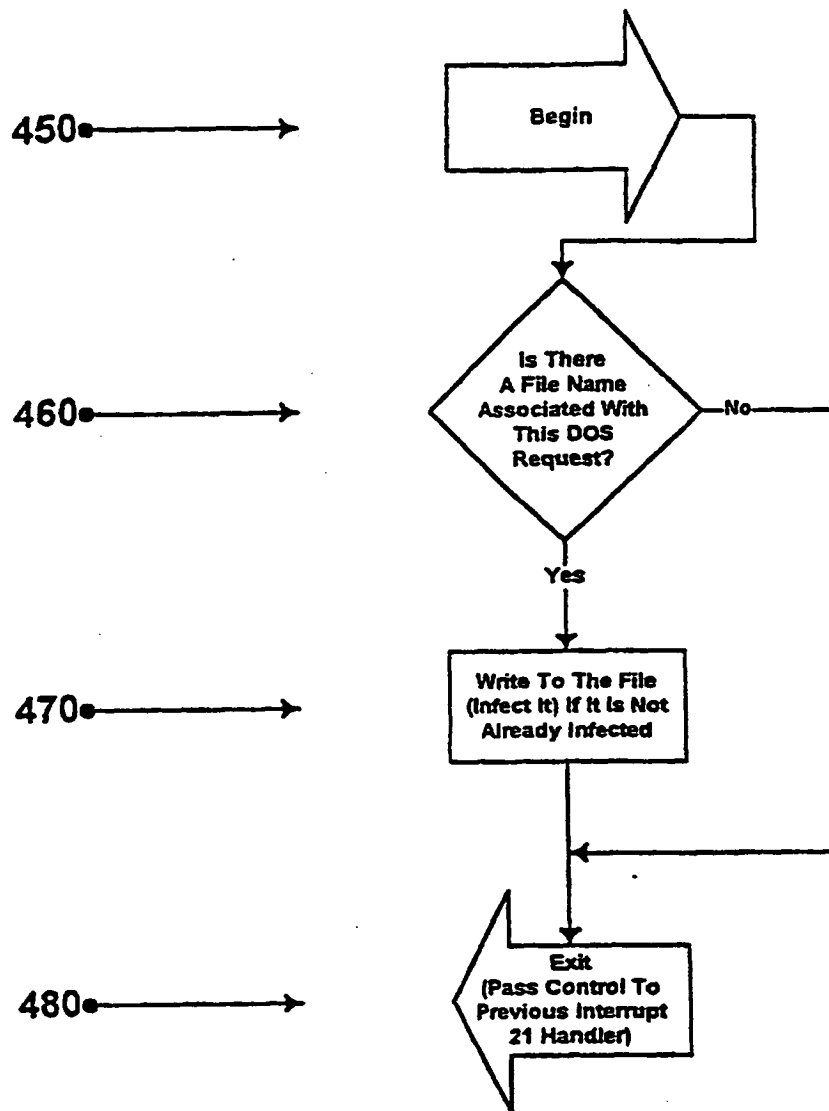 450
Begin
460
Is There
A File Name
Associated With
This DOS
Request?
No
Yes
470
Write To The File
(Infect It) If It Is Not
Already Infected
480
Exit
(Pass Control To
Previous Interrupt
21 Handler)